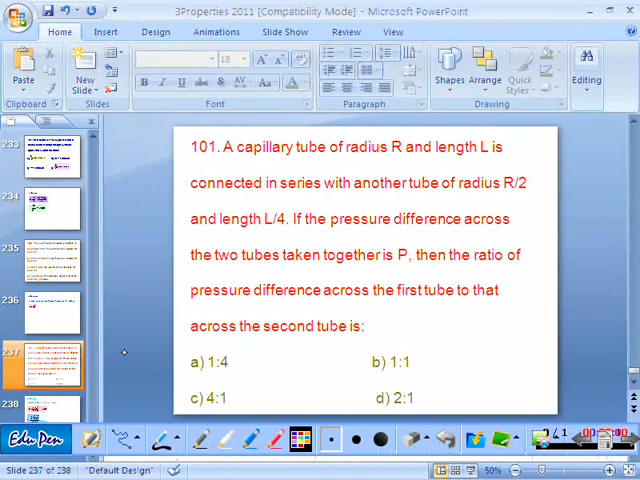 3Properties 2011 [Compatibility Mode] - Microsoft PowerPoint
Home Insert Design Animations Slide Show Review View
18
Paste New Slide Shapes Arrange Quick Styles Editing
B I U abc S AV Aa A
Clipboard Slides Font Paragraph Drawing
233
234
235
236
237
238
101. A capillary tube of radius R and length L is
connected in series with another tube of radius R/2
and length L/4. If the pressure difference across
the two tubes taken together is P, then the ratio of
pressure difference across the first tube to that
across the second tube is:
a) 1:4 b) 1:1
c) 4:1 d) 2:1
Edu Pen
Slide 237 of 238 "Default Design" 50%